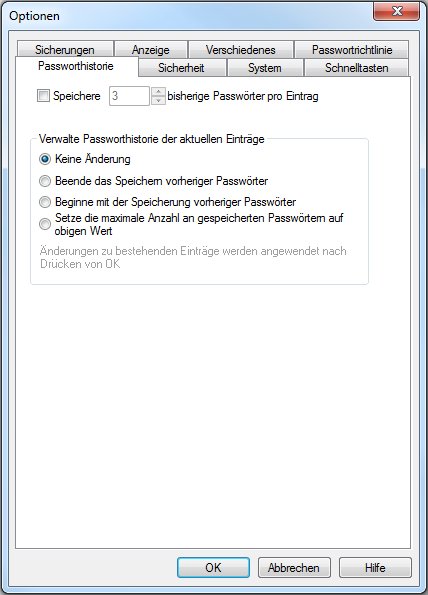 Optionen
Sicherungen
Anzeige
Verschiedenes
Passwortrichtlinie
Passworthistorie
Sicherheit
System
Schnelltasten
Speichere 3 bisherige Passwörter pro Eintrag
Verwalte Passworthistorie der aktuellen Einträge
Keine Änderung
Beende das Speichern vorheriger Passwörter
Beginne mit der Speicherung vorheriger Passwörter
Setze die maximale Anzahl an gespeicherten Passwörtern auf
obigen Wert
Änderungen zu bestehenden Einträge werden angewendet nach
Drücken von OK
OK
Abbrechen
Hilfe